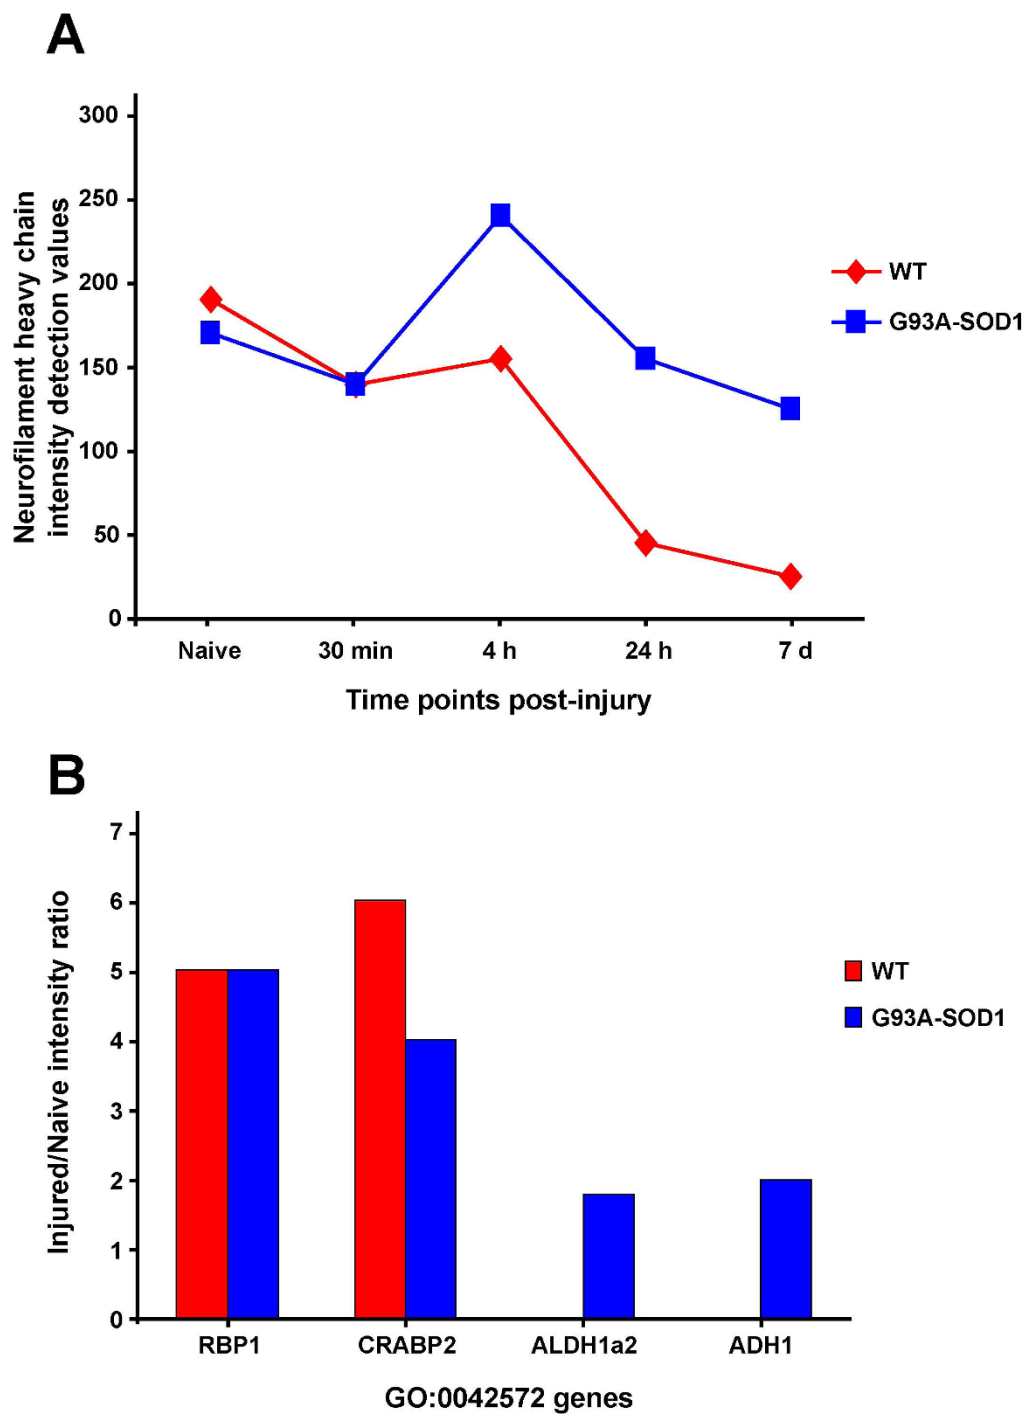 A
300
250
200
150
100
50
0
Neurofilament heavy chain
intensity detection values
Naive 30 min 4 h 24 h 7 d
Time points post-injury
WT
G93A-SOD1
B
7
6
5
4
3
2
1
0
Injured/Naive intensity ratio
RBP1 CRABP2 ALDH1a2 ADH1
GO:0042572 genes
WT
G93A-SOD1